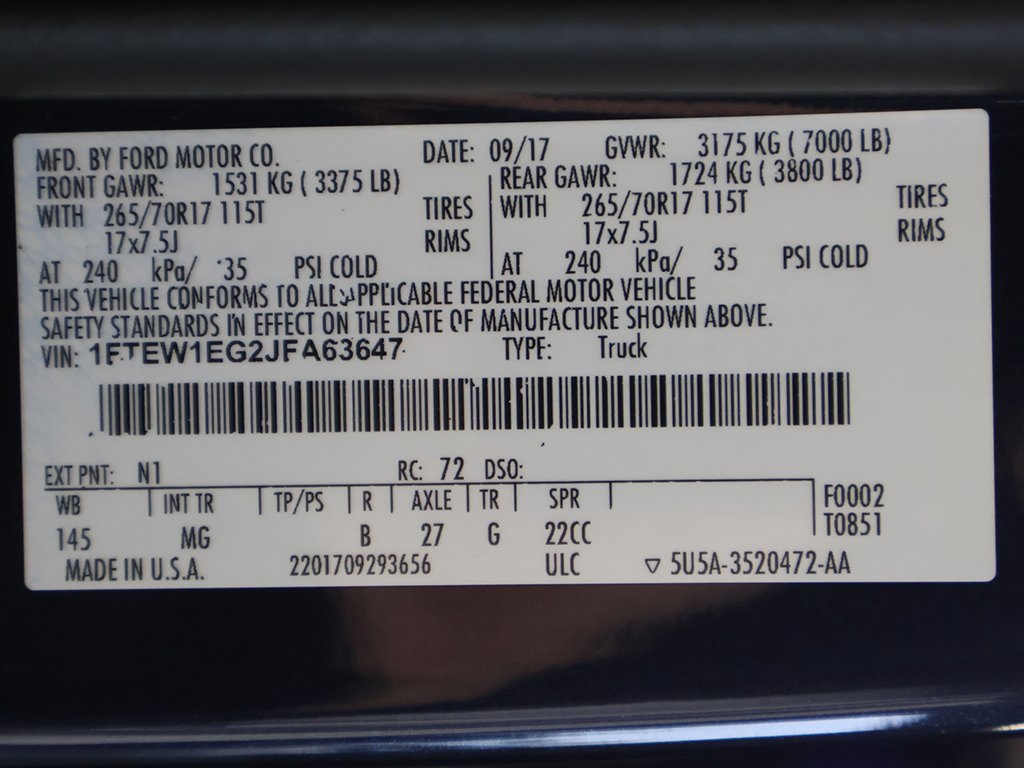 MFD. BY FORD MOTOR CO. DATE: 09/17 GVWR: 3175 KG ( 7000 LB)
FRONT GAWR: 1531 KG ( 3375 LB) REAR GAWR: 1724 KG ( 3800 LB)
WITH 265/70R17 115T TIRES WITH 265/70R17 115T TIRES
17x7.5J RIMS 17x7.5J RIMS
AT 240 kPa/ 35 PSI COLD AT 240 kPa/ 35 PSI COLD
THIS VEHICLE CONFORMS TO ALL APPLICABLE FEDERAL MOTOR VEHICLE
SAFETY STANDARDS IN EFFECT ON THE DATE OF MANUFACTURE SHOWN ABOVE.
VIN: 1FTEW1EG2JFA63647 TYPE: Truck
EXT PNT: N1 RC: 72 DSO:
WB INT TR TP/PS R AXLE TR SPR F0002
145 MG B 27 G 22CC T0851
MADE IN U.S.A. 2201709293656 ULC ▽ 5U5A-3520472-AA